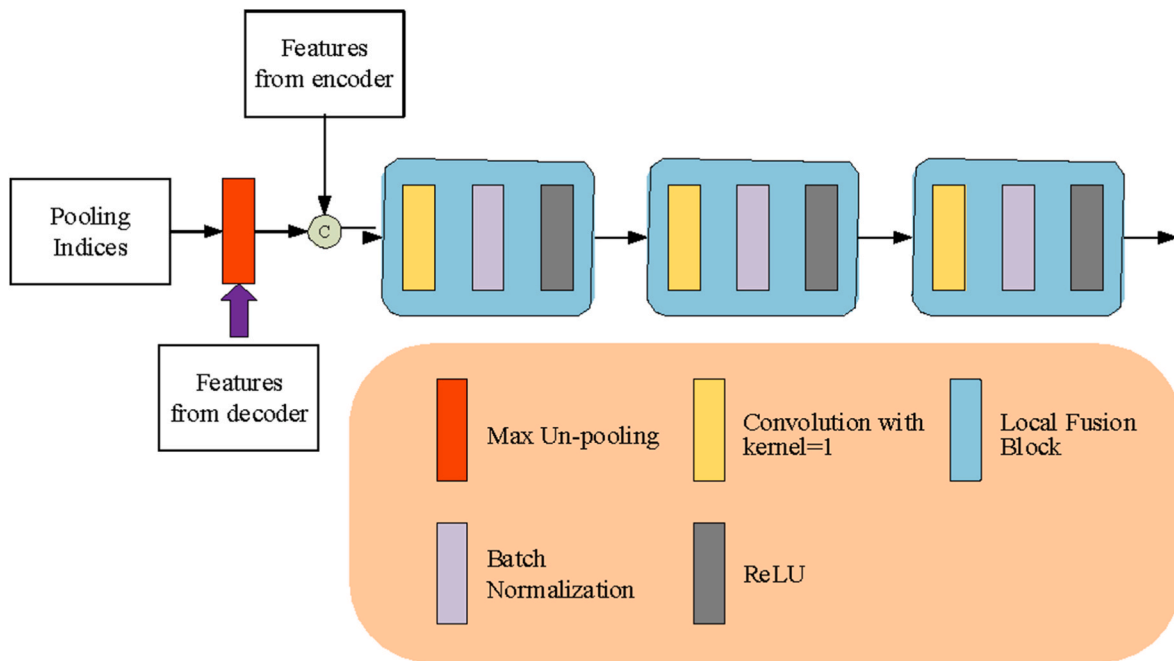 Features
from encoder
Pooling
Indices
C
Features
from decoder
Max Un-pooling
Convolution with
kernel=1
Local Fusion
Block
Batch
Normalization
ReLU